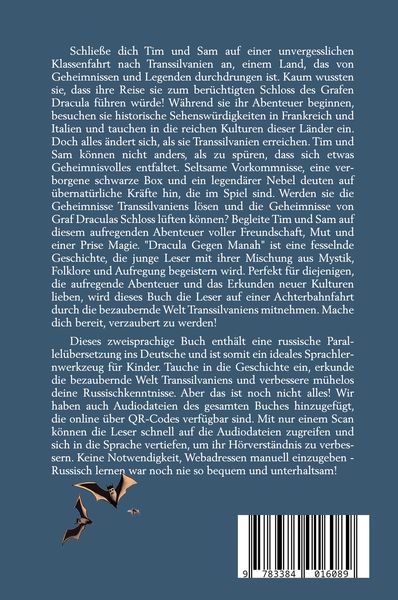 Schließe dich Tim und Sam auf einer unvergesslichen
Klassenfahrt nach Transsilvanien an, einem Land, das von
Geheimnissen und Legenden durchdrungen ist. Kaum wussten
sie, dass ihre Reise sie zum berüchtigten Schloss des Grafen
Dracula führen würde! Während sie ihr Abenteuer beginnen,
besuchen sie historische Sehenswürdigkeiten in Frankreich und
Italien und tauchen in die reichen Kulturen dieser Länder ein.
Doch alles ändert sich, als sie Transsilvanien erreichen. Tim und
Sam können nicht anders, als zu spüren, dass sich etwas
Geheimnisvolles entfaltet. Seltsame Vorkommnisse, eine ver-
borgene schwarze Box und ein legendärer Nebel deuten auf
übernatürliche Kräfte hin, die im Spiel sind. Werden sie die
Geheimnisse Transsilvaniens lösen und die Geheimnisse von
Graf Draculas Schloss lüften können? Begleite Tim und Sam auf
diesem aufregenden Abenteuer voller Freundschaft, Mut und
einer Prise Magie. "Dracula Gegen Manah" ist eine fesselnde
Geschichte, die junge Leser mit ihrer Mischung aus Mystik,
Folklore und Aufregung begeistern wird. Perfekt für diejenigen,
die aufregende Abenteuer und das Erkunden neuer Kulturen
lieben, wird dieses Buch die Leser auf einer Achterbahnfahrt
durch die bezaubernde Welt Transsilvaniens mitnehmen. Mache
dich bereit, verzaubert zu werden!
Dieses zweisprachige Buch enthält eine russische Paral-
lelübersetzung ins Deutsche und ist somit ein ideales Sprachler-
nwerkzeug für Kinder. Tauche in die Geschichte ein, erkunde
die bezaubernde Welt Transsilvaniens und verbessere mühelos
deine Russischkenntnisse. Aber das ist noch nicht alles! Wir
haben auch Audiodateien des gesamten Buches hinzugefügt,
die online über QR-Codes verfügbar sind. Mit nur einem Scan
können die Leser schnell auf die Audiodateien zugreifen und
sich in die Sprache vertiefen, um ihr Hörverständnis zu verbes-
sern. Keine Notwendigkeit, Webadressen manuell einzugeben -
Russisch lernen war noch nie so bequem und unterhaltsam!
9 783384 016089